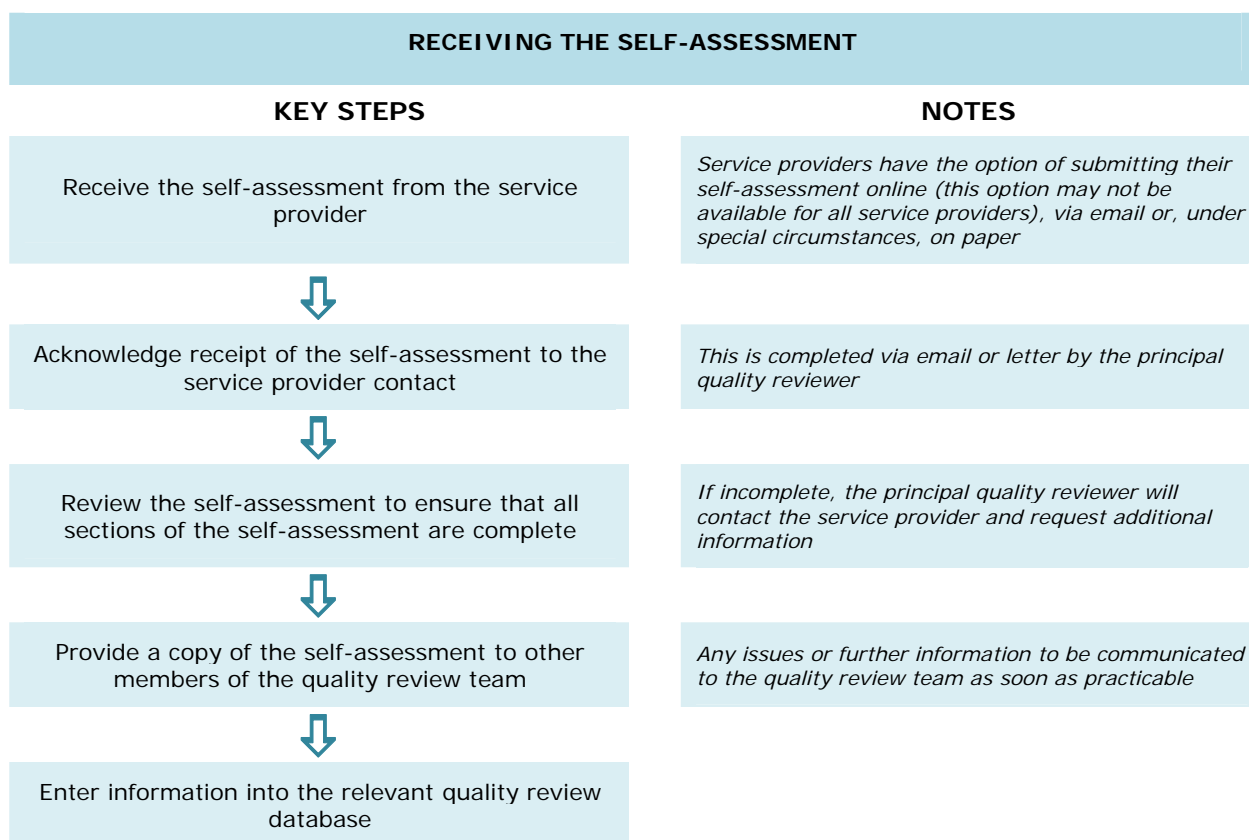 RECEIVING THE SELF-ASSESSMENT
KEY STEPS
NOTES
Receive the self-assessment from the service
provider
Service providers have the option of submitting their
self-assessment online (this option may not be
available for all service providers), via email or, under
special circumstances, on paper
Acknowledge receipt of the self-assessment to the
service provider contact
This is completed via email or letter by the principal
quality reviewer
Review the self-assessment to ensure that all
sections of the self-assessment are complete
If incomplete, the principal quality reviewer will
contact the service provider and request additional
information
Provide a copy of the self-assessment to other
members of the quality review team
Any issues or further information to be communicated
to the quality review team as soon as practicable
Enter information into the relevant quality review
database